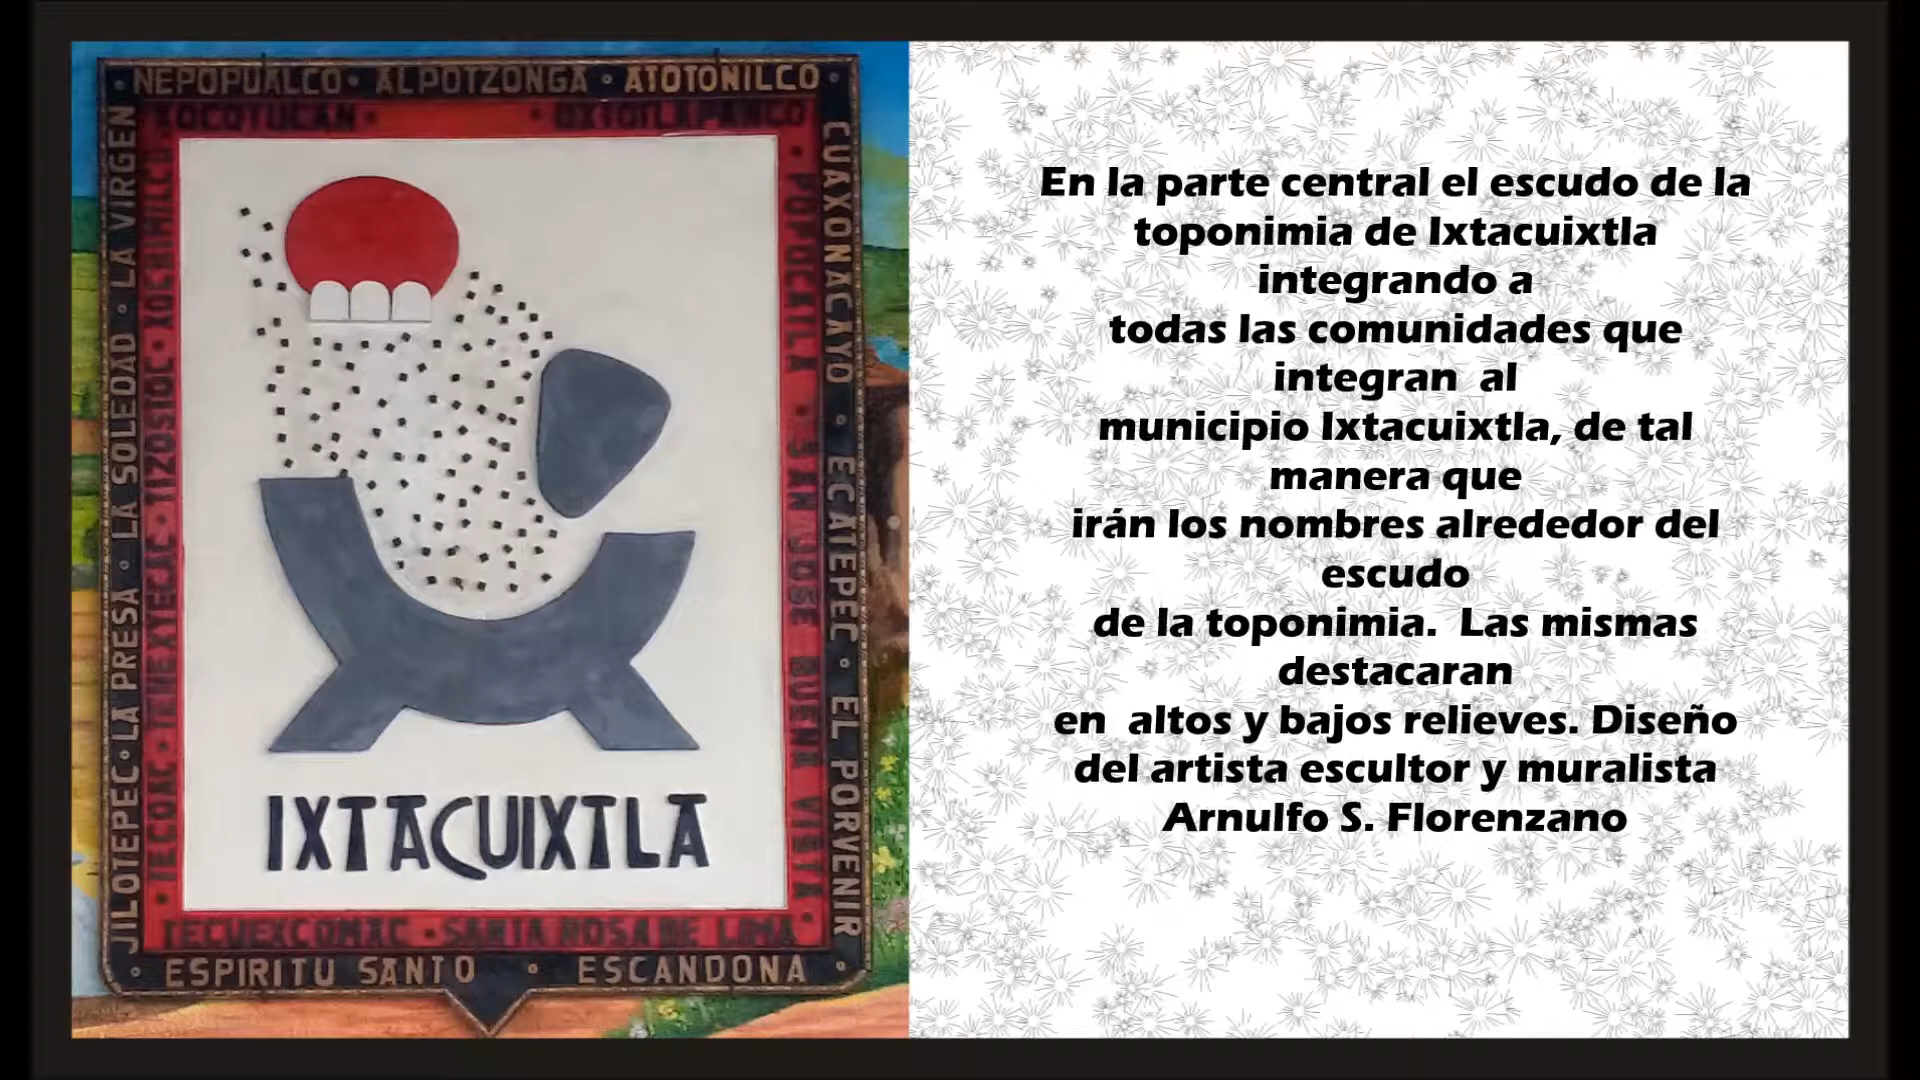 NEPOPUALCO • ALPOTZONGA • ATOTONILCO
XOCOYUCAN
LA VIRGEN
LA SOLEDAD
LA PRESA
JILOTEPEC
XOCHIMILCO
TIZOSTOC
TENEXYECAC
TECOAC
POPOCATLA
SAN JOSE BUENA VISTA
CUAXONACAYO
ECATEPEC
EL PORVENIR
IXTACUIXTLA
TECUEXCOMAC • SANTA ROSA DE LIMA
ESPIRITU SANTO • ESCANDONA
En la parte central el escudo de la
toponimia de Ixtacuixtla
integrando a
todas las comunidades que
integran al
municipio Ixtacuixtla, de tal
manera que
irán los nombres alrededor del
escudo
de la toponimia. Las mismas
destacaran
en altos y bajos relieves. Diseño
del artista escultor y muralista
Arnulfo S. Florenzano